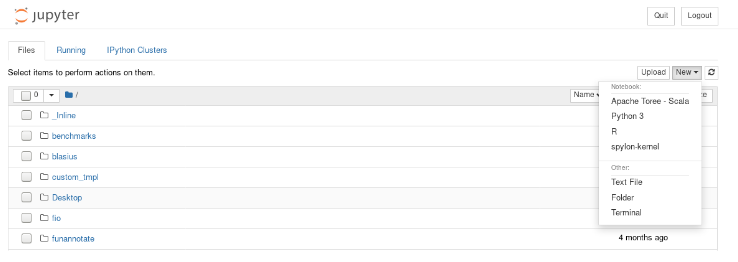 jupyter
Quit Logout
Files Running IPython Clusters
Select items to perform actions on them.
Upload New
0 / Name
Notebook:
Apache Toree - Scala
Python 3
R
spylon-kernel
Other:
Text File
Folder
Terminal
_Inline
benchmarks
blasius
custom_tmpl
Desktop
fio
funannotate 4 months ago